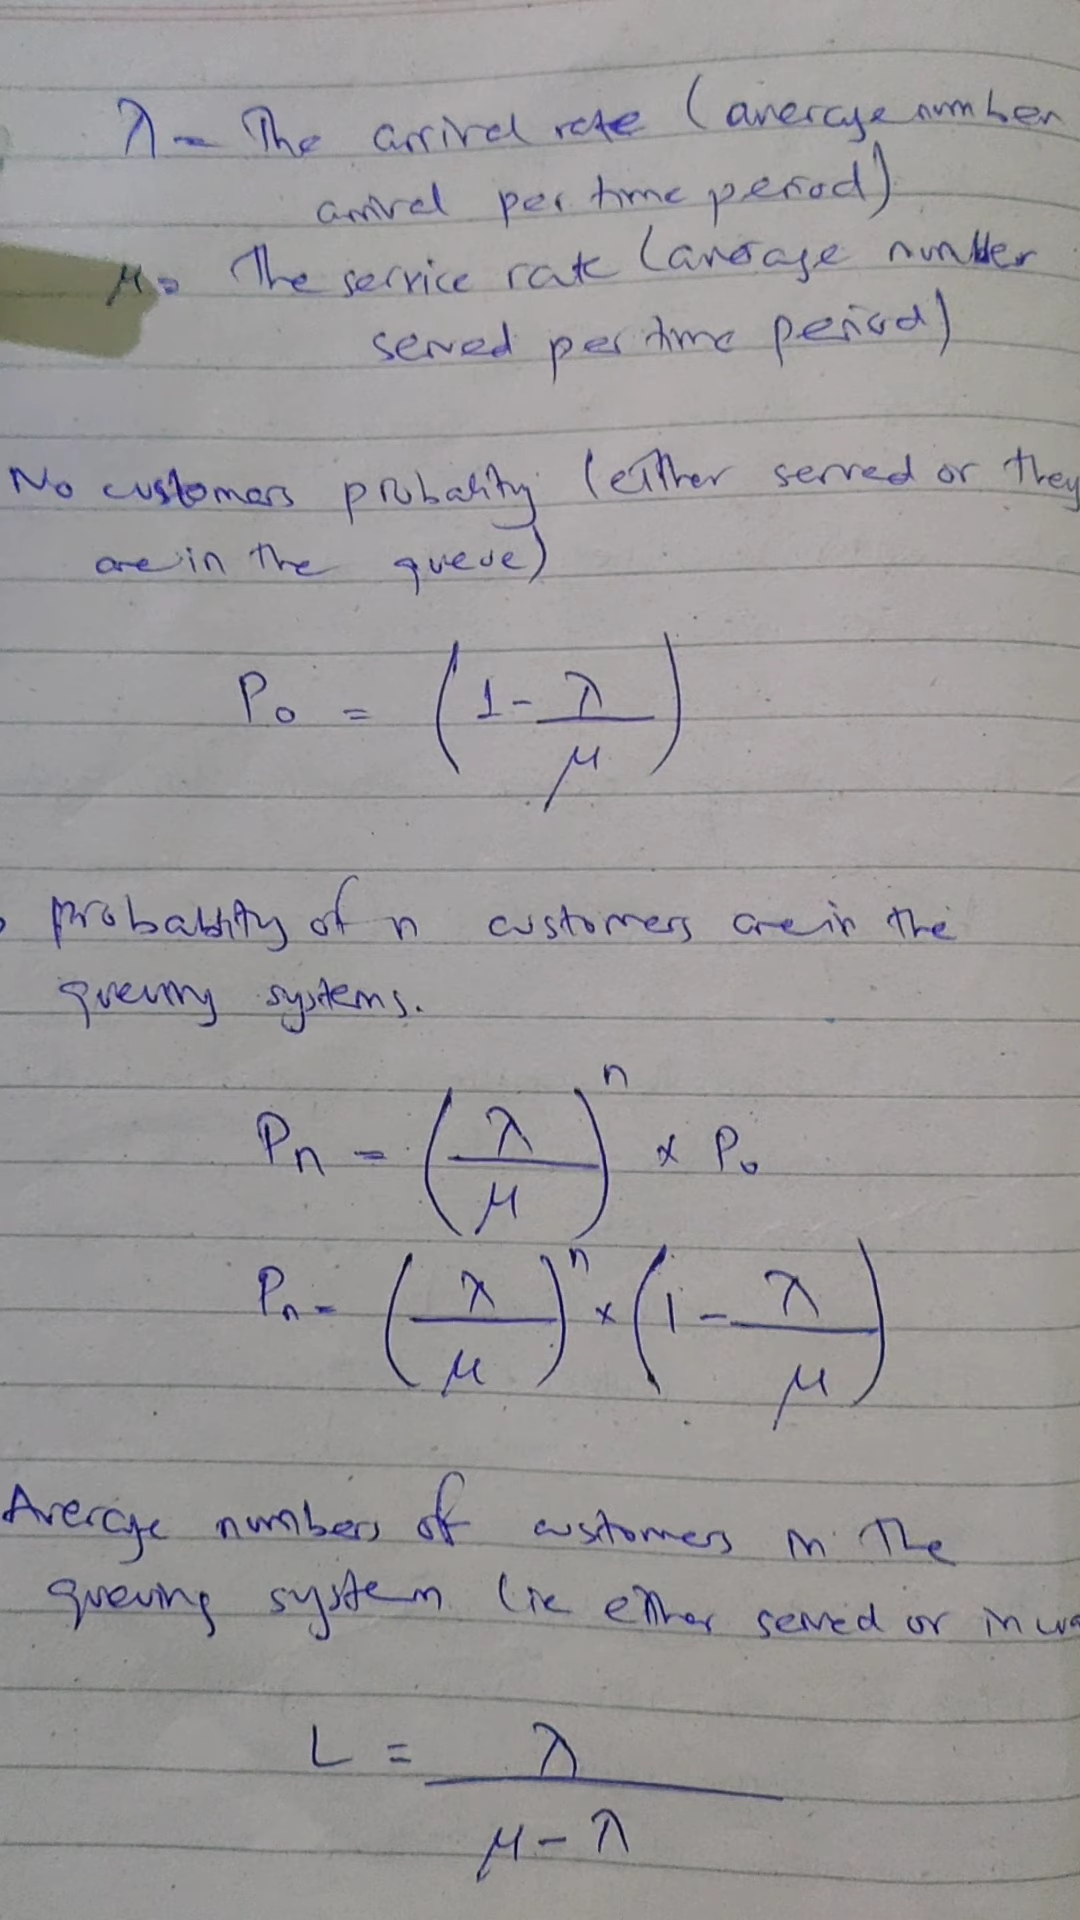 λ = The arrival rate (average number
arrival per time period)
μ = The service rate (average number
served per time period)
No customers probality (either served or they
are in the queue)
P₀ = (1 - λ/μ)
probability of n customers are in the
queuing systems.
Pn = (λ/μ)ⁿ × P₀
Pn = (λ/μ)ⁿ × (1 - λ/μ)
Average numbers of customers in the
queuing system (ie either served or in
L = λ/(μ - λ)